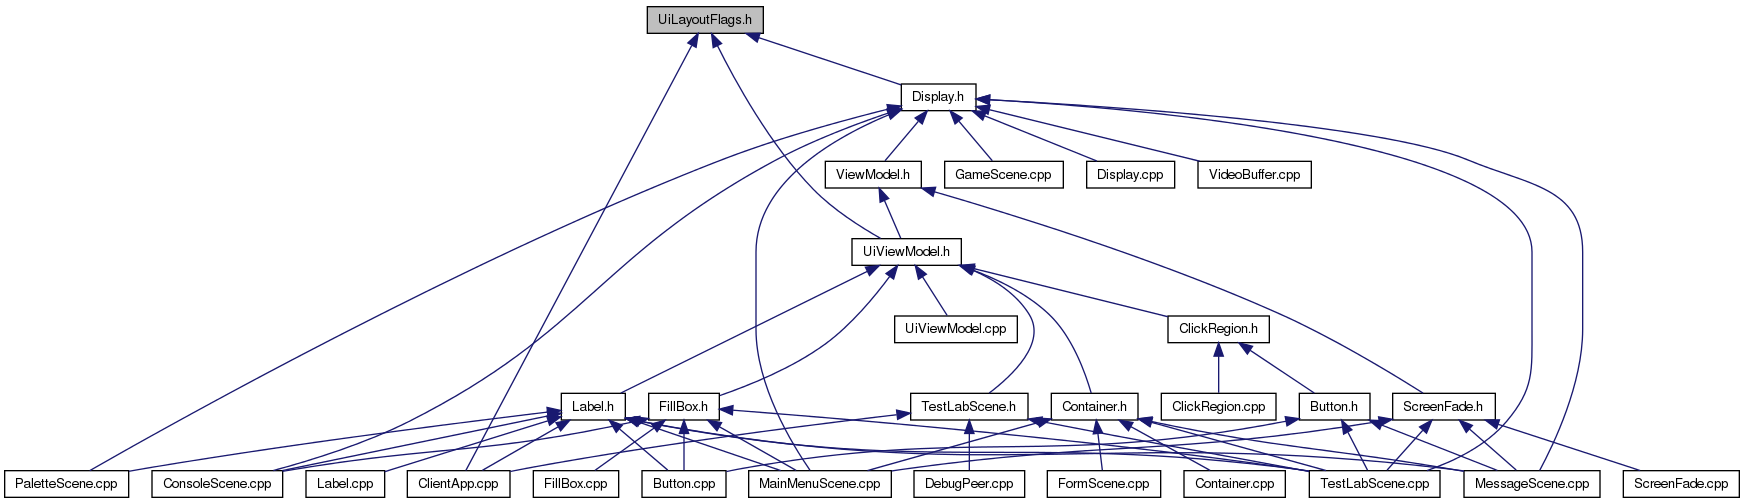 UiLayoutFlags.h
Display.h
ViewModel.h
GameScene.cpp
Display.cpp
VideoBuffer.cpp
UiViewModel.h
UiViewModel.cpp
ClickRegion.h
Label.h
FillBox.h
TestLabScene.h
Container.h
ClickRegion.cpp
Button.h
ScreenFade.h
PaletteScene.cpp
ConsoleScene.cpp
Label.cpp
ClientApp.cpp
FillBox.cpp
Button.cpp
MainMenuScene.cpp
DebugPeer.cpp
FormScene.cpp
Container.cpp
TestLabScene.cpp
MessageScene.cpp
ScreenFade.cpp